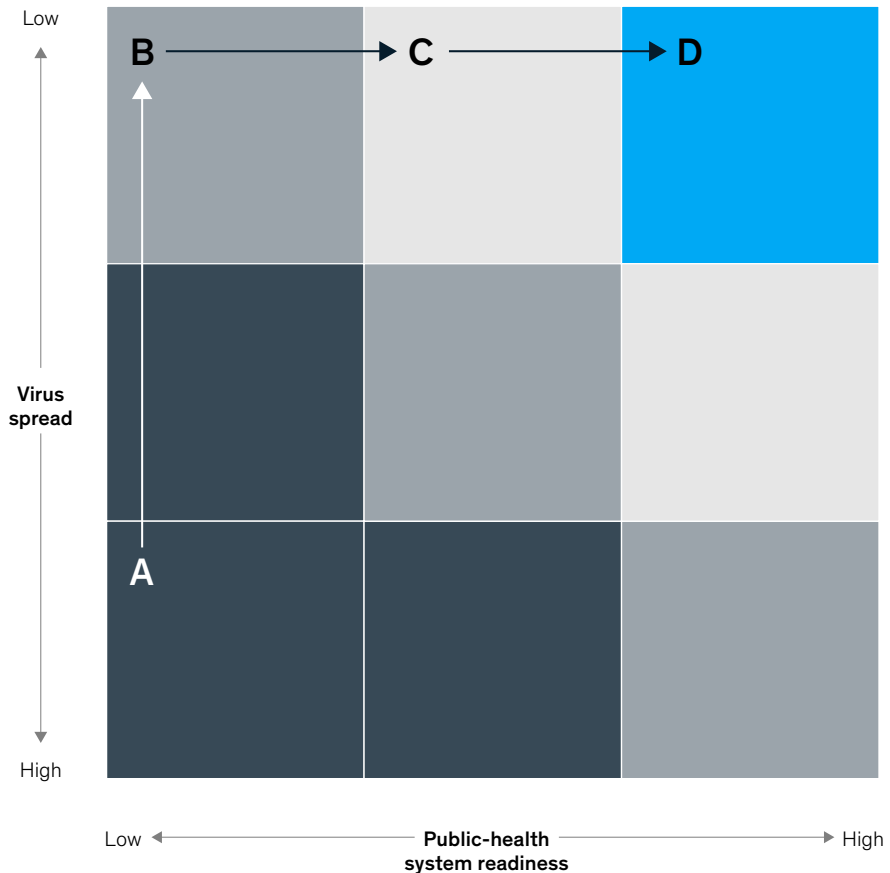 Low
B
C
D
Virus
spread
A
High
Low
Public-health
system readiness
High